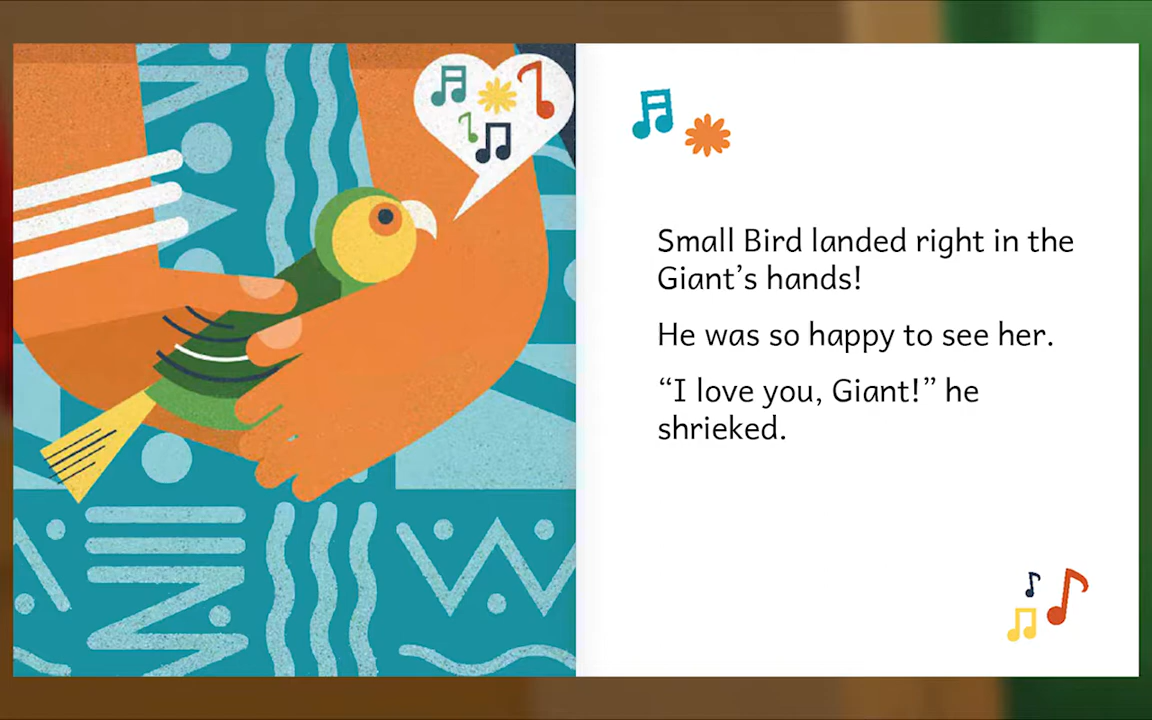 Small Bird landed right in the
Giant’s hands!
He was so happy to see her.
“I love you, Giant!” he
shrieked.